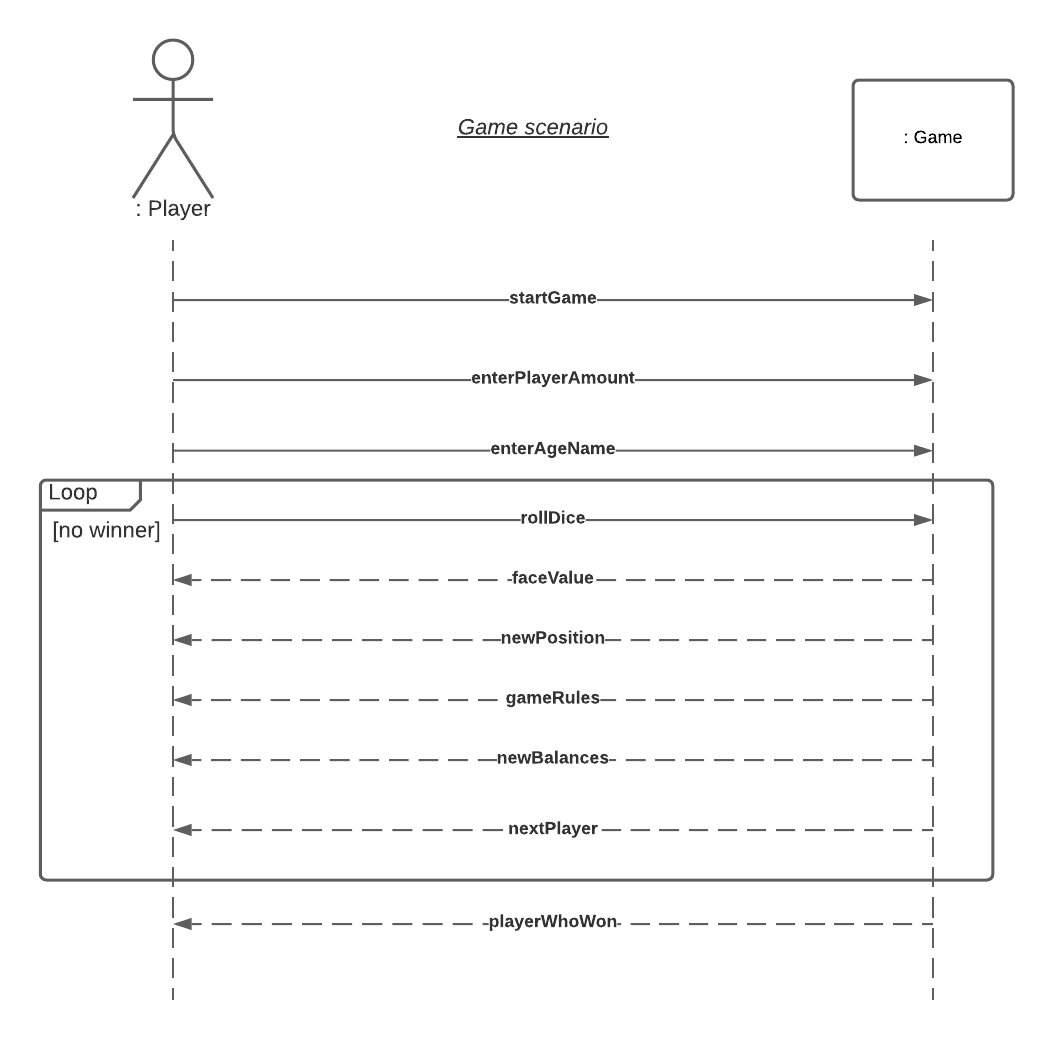 Game scenario
: Game
: Player
startGame
enterPlayerAmount
enterAgeName
Loop
[no winner]
rollDice
faceValue
newPosition
gameRules
newBalances
nextPlayer
playerWhoWon